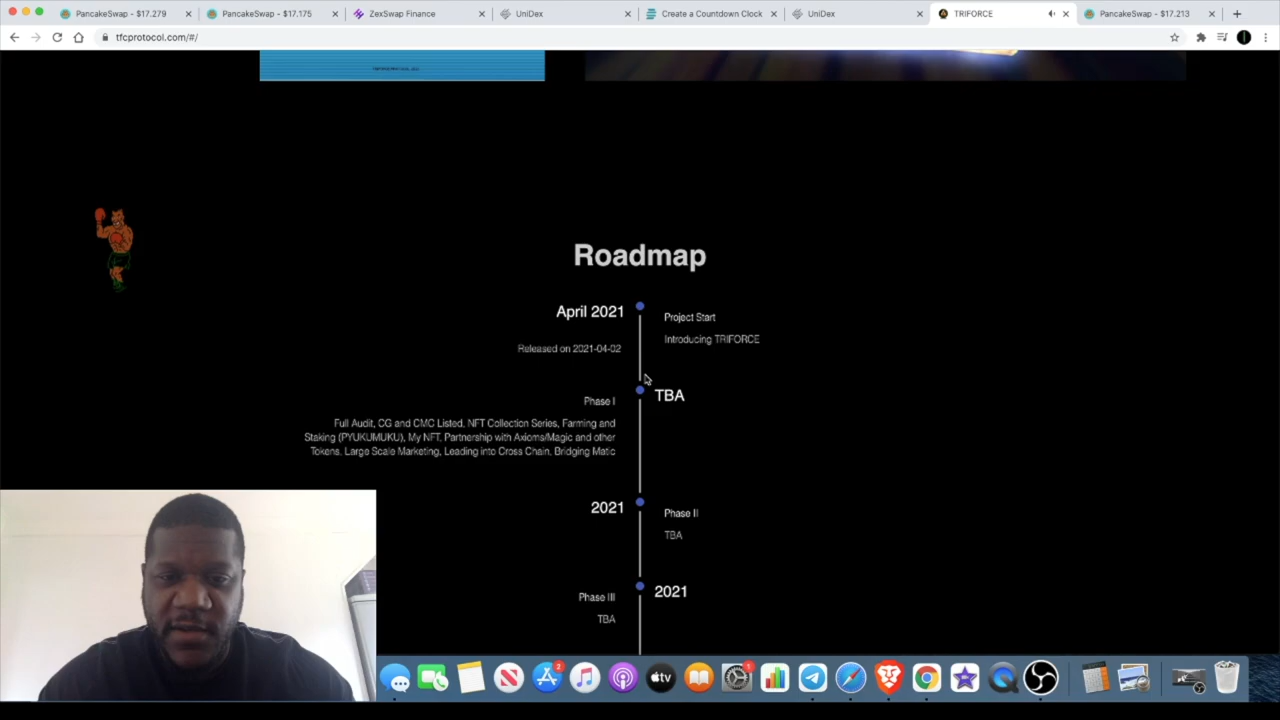 PancakeSwap - $17.279
PancakeSwap - $17.175
ZexSwap Finance
UniDex
Create a Countdown Clock
UniDex
TRIFORCE
PancakeSwap - $17.213
tfcprotocol.com/#/
Roadmap
April 2021
Project Start
Introducing TRIFORCE
Released on 2021-04-02
TBA
Phase I
Full Audit, CG and CMC Listed, NFT Collection Series, Farming and
Staking (PYUKUMUKU), My NFT, Partnership with Axioms/Magic and other
Tokens, Large Scale Marketing, Leading into Cross Chain, Bridging Matic
2021
Phase II
TBA
2021
Phase III
TBA
2
tv
1